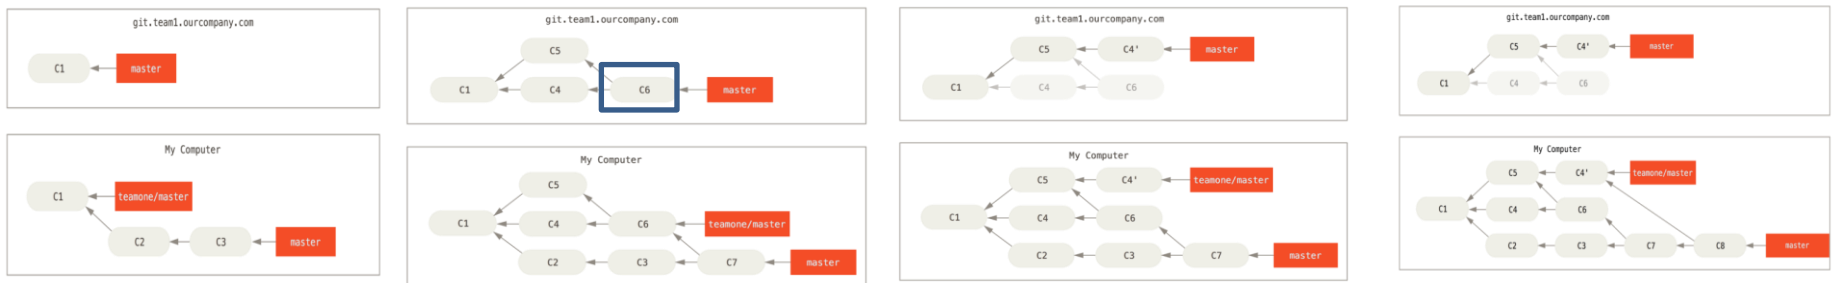 git.team1.ourcompany.com
C1 master
My Computer
C1 teamone/master
C2 C3 master
git.team1.ourcompany.com
C5
C1 C4 C6 master
My Computer
C5
C1 C4 C6 teamone/master
C2 C3 C7 master
git.team1.ourcompany.com
C5 C4' master
C1 C4 C6
My Computer
C5 C4' teamone/master
C1 C4 C6
C2 C3 C7 master
git.team1.ourcompany.com
C5 C4' master
C1 C4 C6
My Computer
C5 C4' teamone/master
C1 C4 C6
C2 C3 C7 C8 master